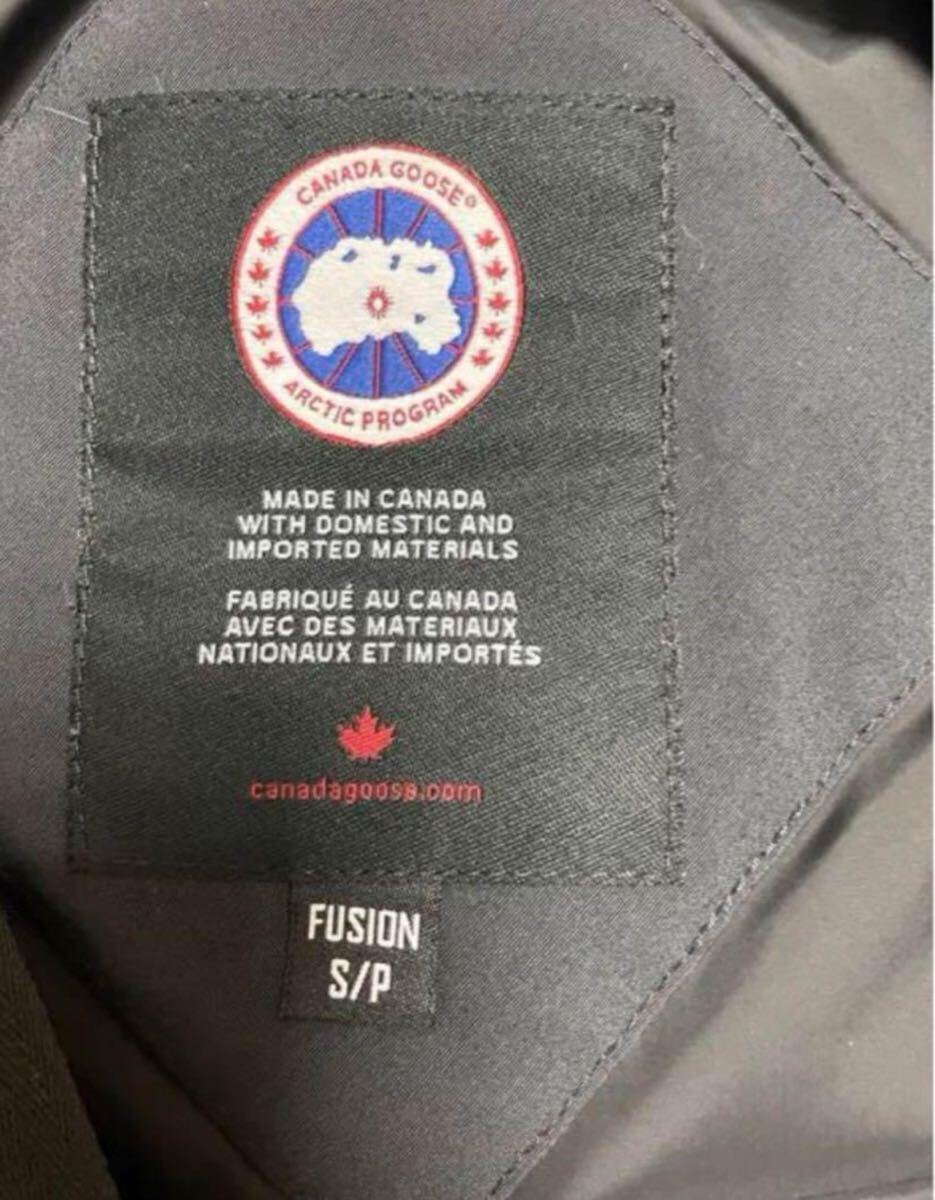 CANADA GOOSE®
ARCTIC PROGRAM
MADE IN CANADA
WITH DOMESTIC AND
IMPORTED MATERIALS
FABRIQUÉ AU CANADA
AVEC DES MATERIAUX
NATIONAUX ET IMPORTÉS
canadagoose.com
FUSION
S/P